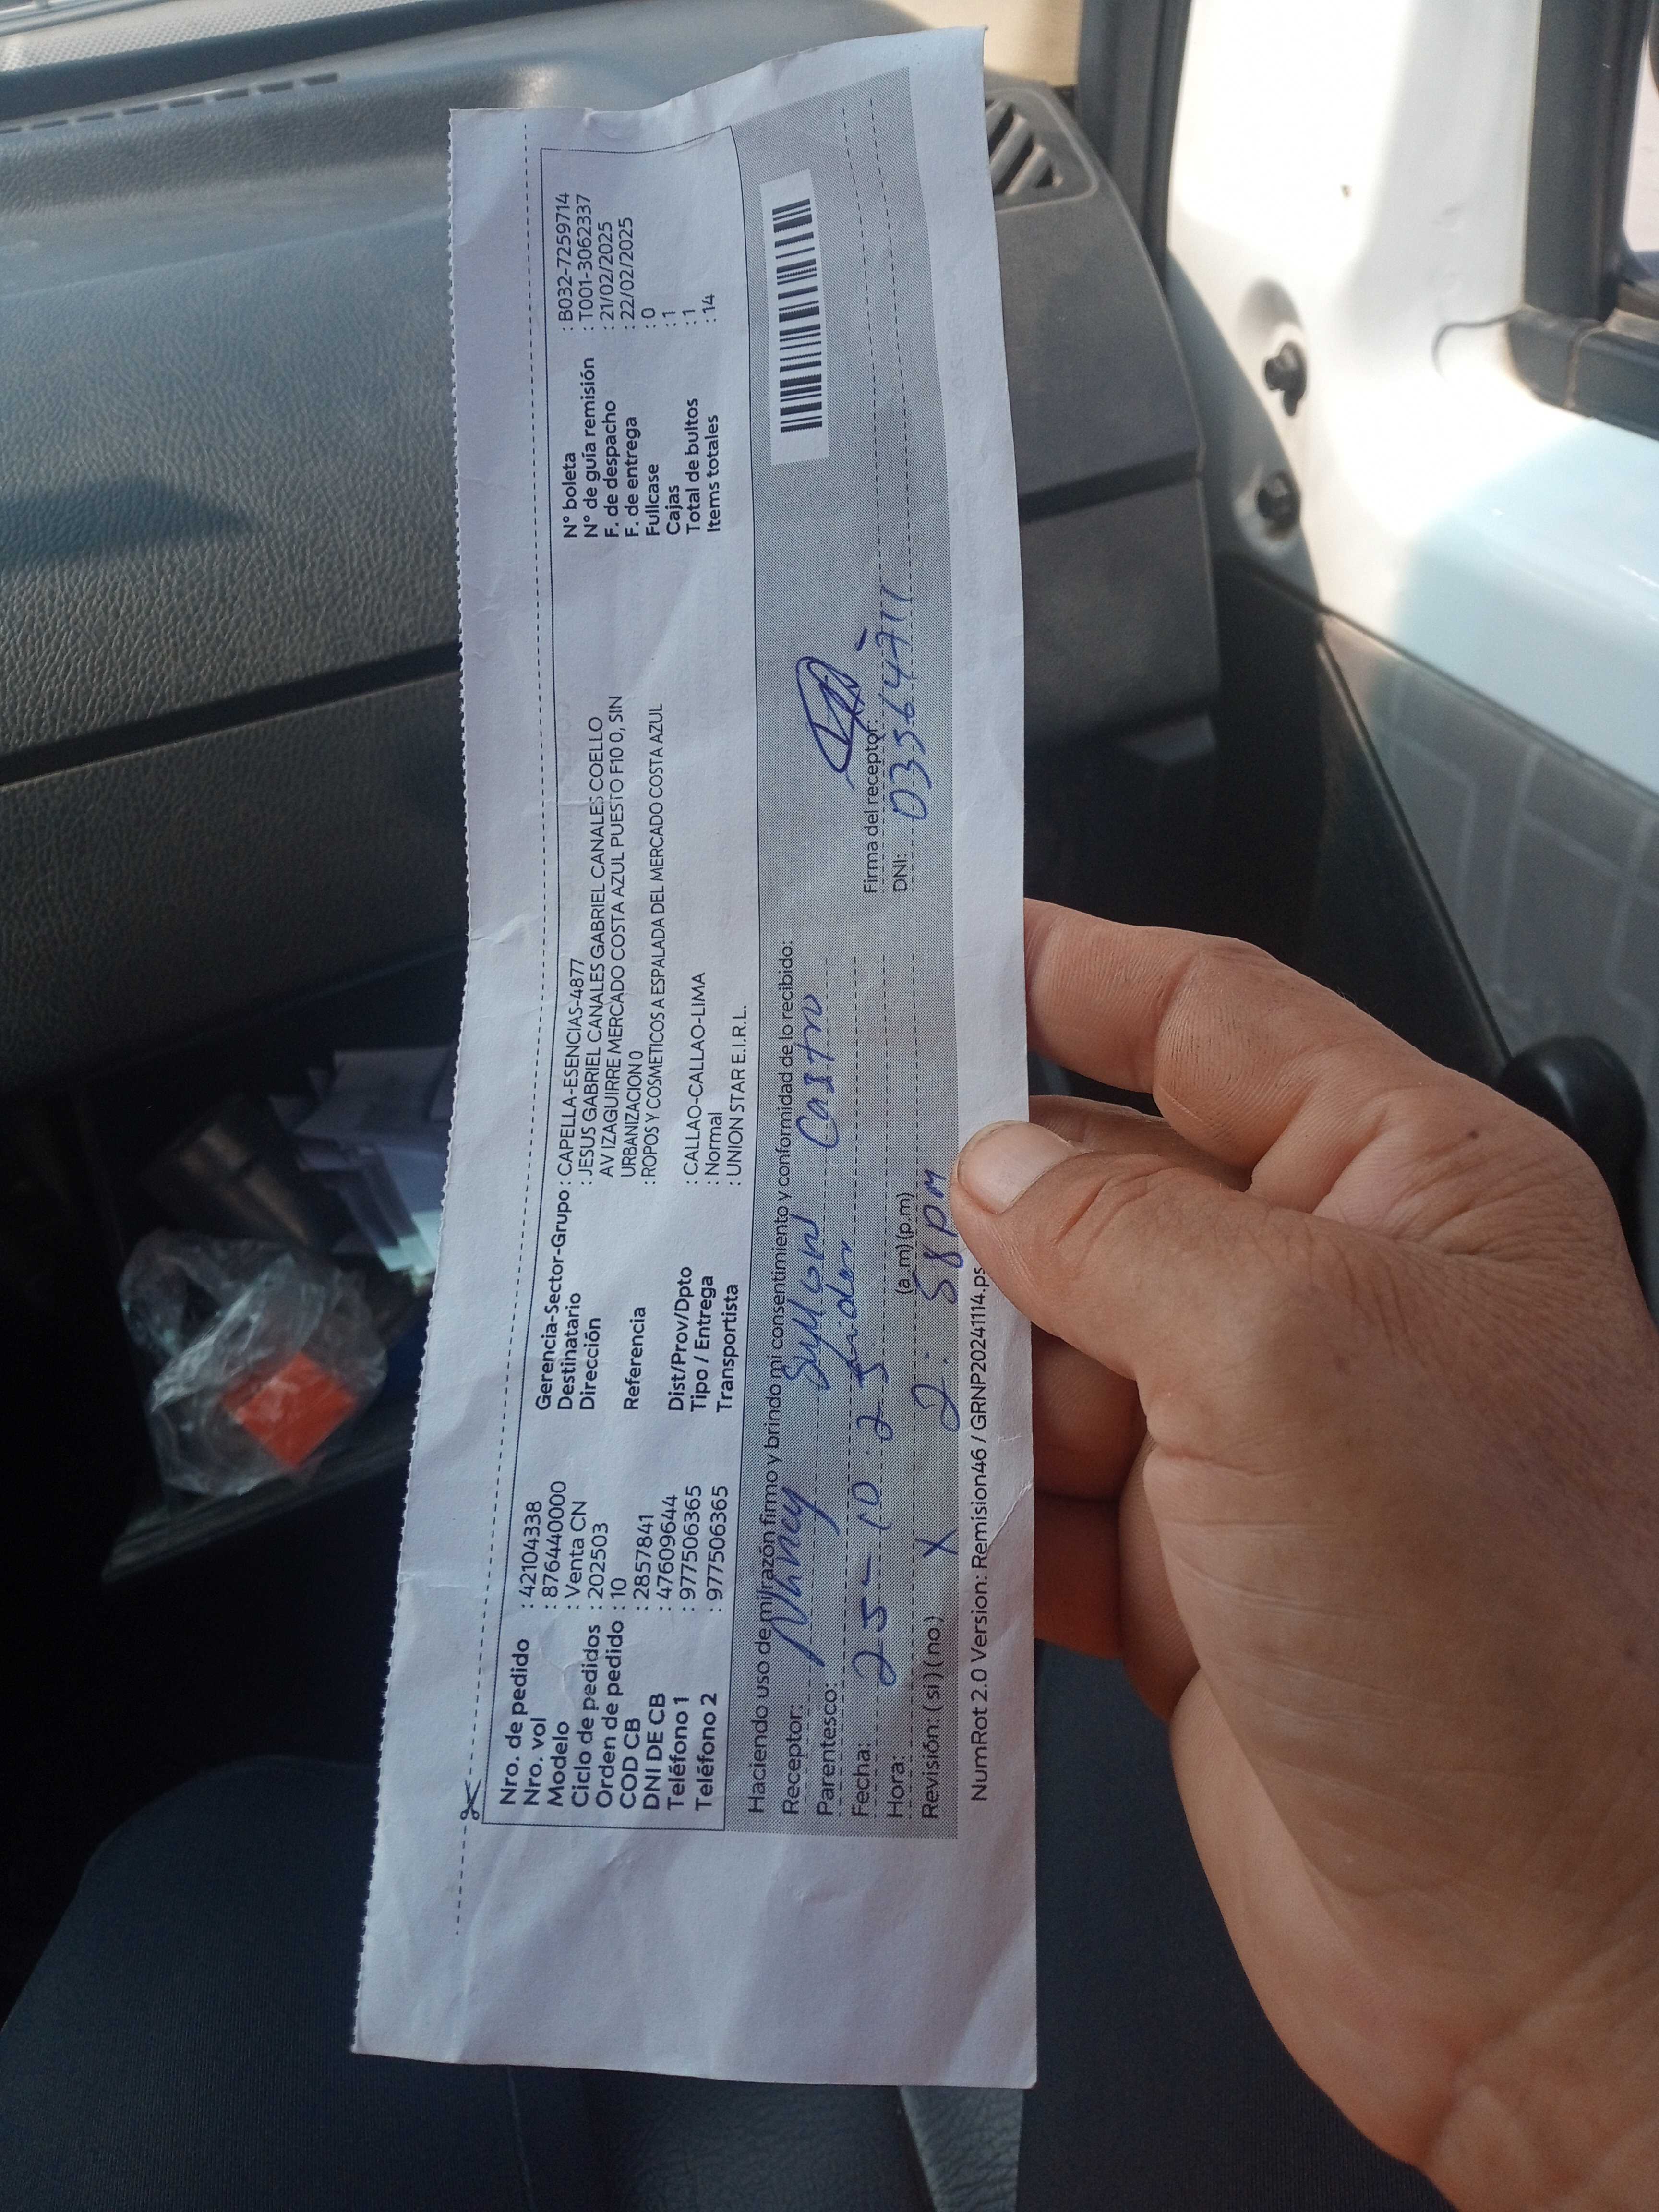 Nro. de pedido : 42104338
Nro. vol : 876440000
Modelo : Venta CN
Ciclo de pedidos : 202503
Orden de pedido : 10
COD CB : 2857841
DNI DE CB : 47609644
Teléfono 1 : 977506365
Teléfono 2 : 977506365
Gerencia-Sector-Grupo : CAPELLA-ESENCIAS-4877
Destinatario : JESUS GABRIEL CANALES GABRIEL CANALES COELLO
Dirección AV IZAGUIRRE MERCADO COSTA AZUL PUESTO F10 0, SIN
URBANIZACION 0
Referencia : ROPOS Y COSMETICOS A ESPALADA DEL MERCADO COSTA AZUL
Dist/Prov/Dpto : CALLAO-CALLAO-LIMA
Tipo / Entrega : Normal
Transportista : UNION STAR E.I.R.L.
N° boleta : B032-7259714
N° de guía remisión : T001-3062337
F. de despacho : 21/02/2025
F. de entrega : 22/02/2025
Fullcase : 0
Cajas : 1
Total de bultos : 1
Items totales : 14
Haciendo uso de mi razón firmo y brindo mi consentimiento y conformidad de lo recibido:
Receptor: Nancy Castro
Parentesco:
Fecha: 25-
Hora: (a.m) (p.m)
Revisión: ( si ) ( no ) X 2:58 PM
Firma del receptor:
DNI:
NumRot 2.0 Version: Remision46 / GRNP20241114.ps